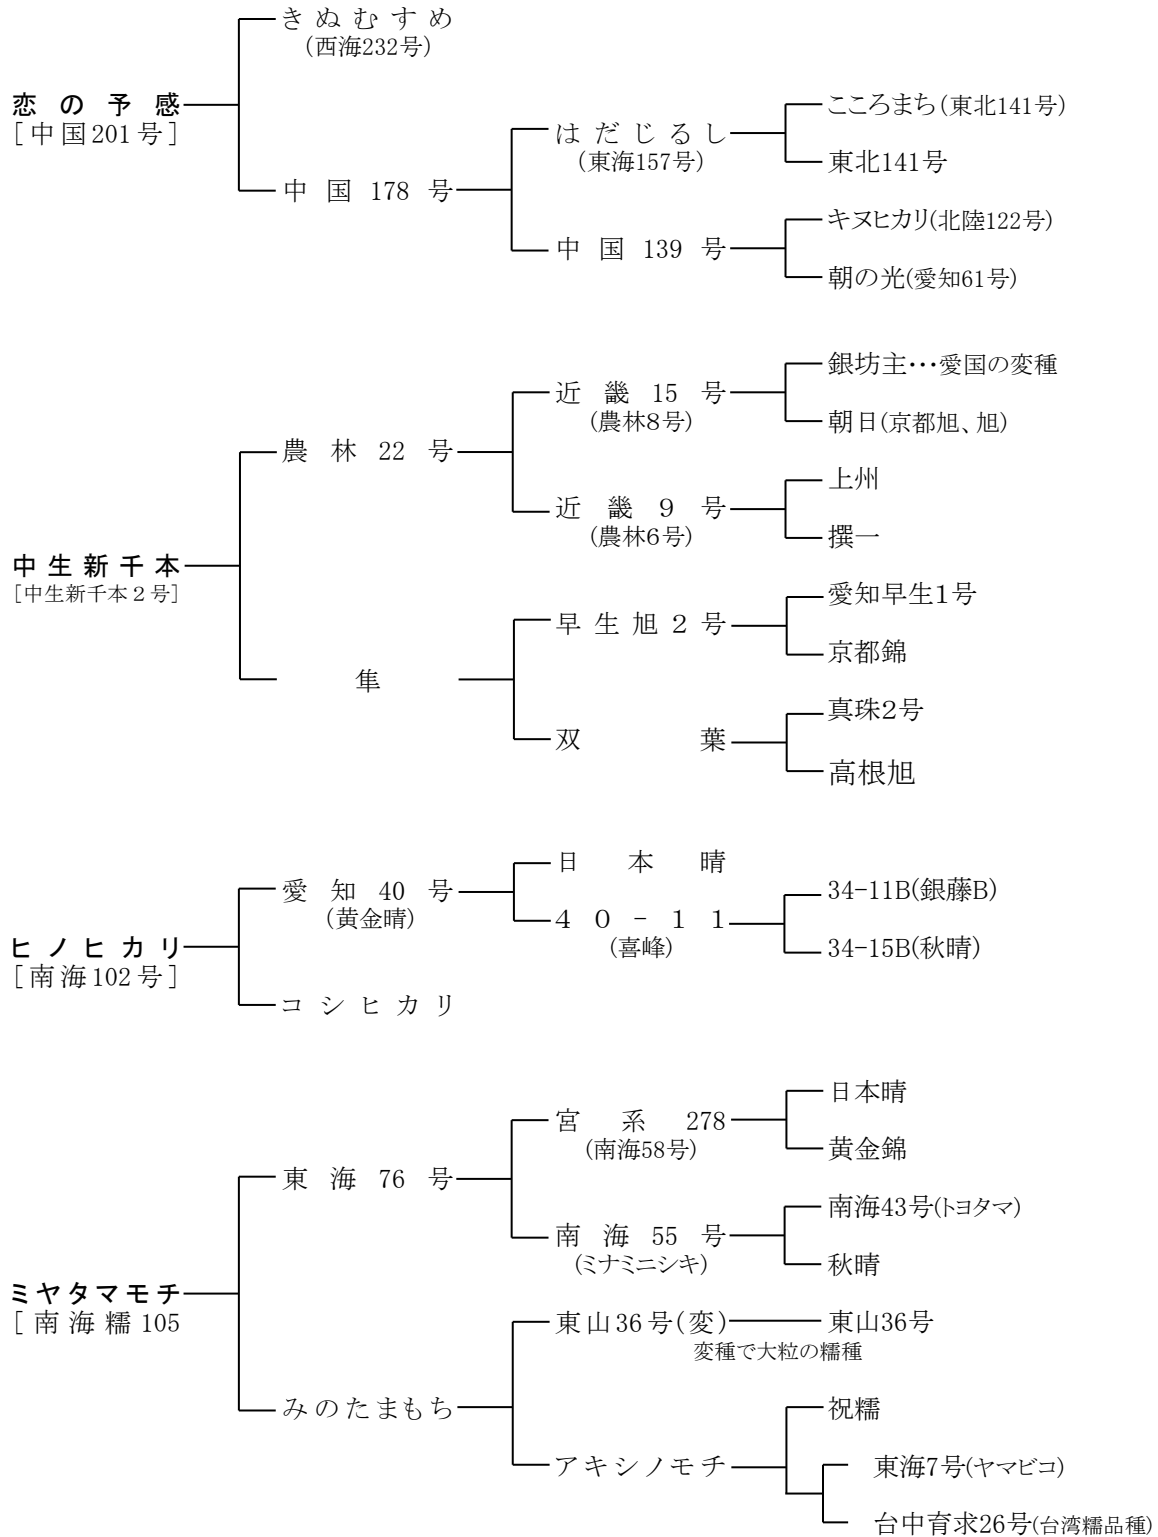 きぬむすめ
(西海232号)
恋の予感
[中国201号]
中国178号
はだじるし
(東海157号)
中国139号
こころまち(東北141号)
東北141号
キヌヒカリ(北陸122号)
朝の光(愛知61号)
中生新千本
[中生新千本２号]
農林22号
近畿15号
(農林８号)
近畿９号
(農林６号)
銀坊主・・・愛国の変種
朝日(京都旭、旭)
上州
撰一
隼
早生旭２号
双葉
愛知早生１号
京都錦
真珠２号
高根旭
ヒノヒカリ
[南海102号]
愛知40号
(黄金晴)
コシヒカリ
日本晴
４０－１１
(喜峰)
34-11B(銀藤B)
34-15B(秋晴)
ミヤタマモチ
[南海糯105
東海76号
宮系278
(南海58号)
南海55号
(ミナミニシキ)
日本晴
黄金錦
南海43号(トヨタマ)
秋晴
みのたまもち
東山36号(変)
変種で大粒の糯種
東山36号
アキシノモチ
祝糯
東海7号(ヤマビコ)
台中育求26号(台湾糯品種)